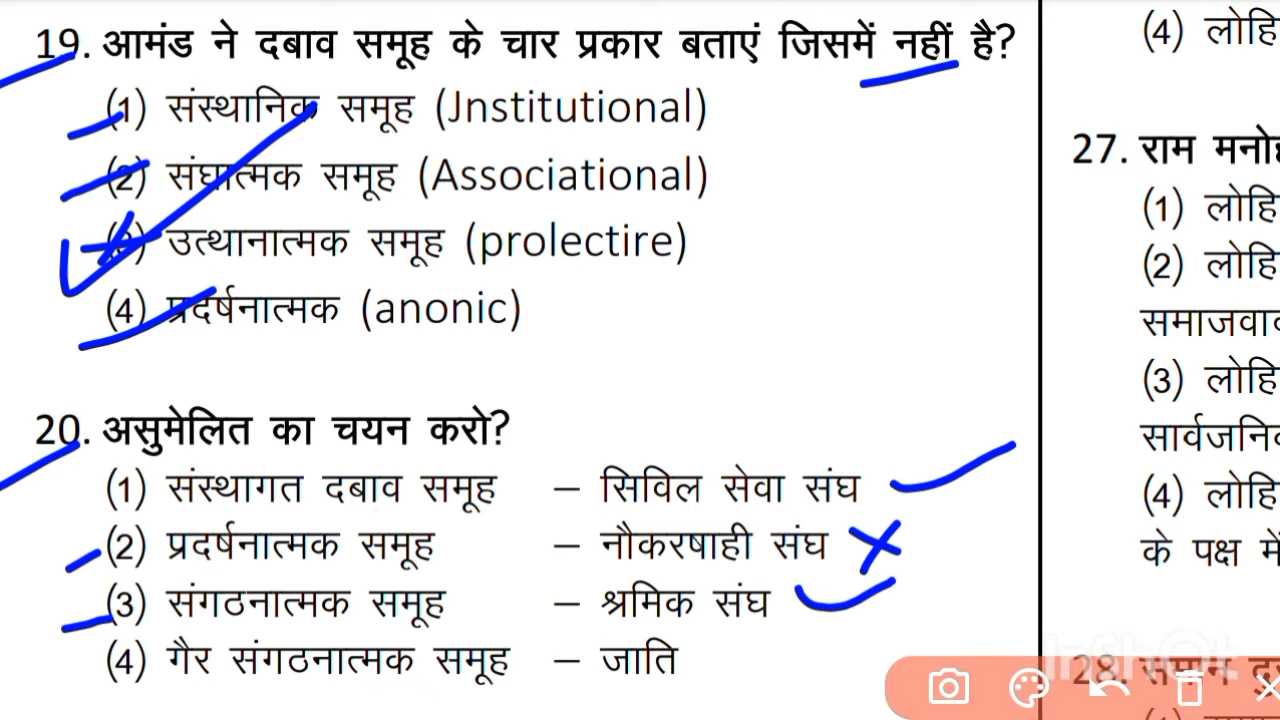 19. आमंड ने दबाव समूह के चार प्रकार बताएं जिसमें नहीं है?
(1) संस्थानिक समूह (Jnstitutional)
(2) संघात्मक समूह (Associational)
(3) उत्थानात्मक समूह (prolectire)
(4) प्रदर्षनात्मक (anonic)
20. असुमेलित का चयन करो?
(1) संस्थागत दबाव समूह – सिविल सेवा संघ
(2) प्रदर्षनात्मक समूह – नौकरषाही संघ
(3) संगठनात्मक समूह – श्रमिक संघ
(4) गैर संगठनात्मक समूह – जाति
(4) लोहि
27. राम मनो
(1) लोहि
(2) लोहि
समाजवा
(3) लोहि
सार्वजनि
(4) लोहि
के पक्ष में
28. समान
InShOt